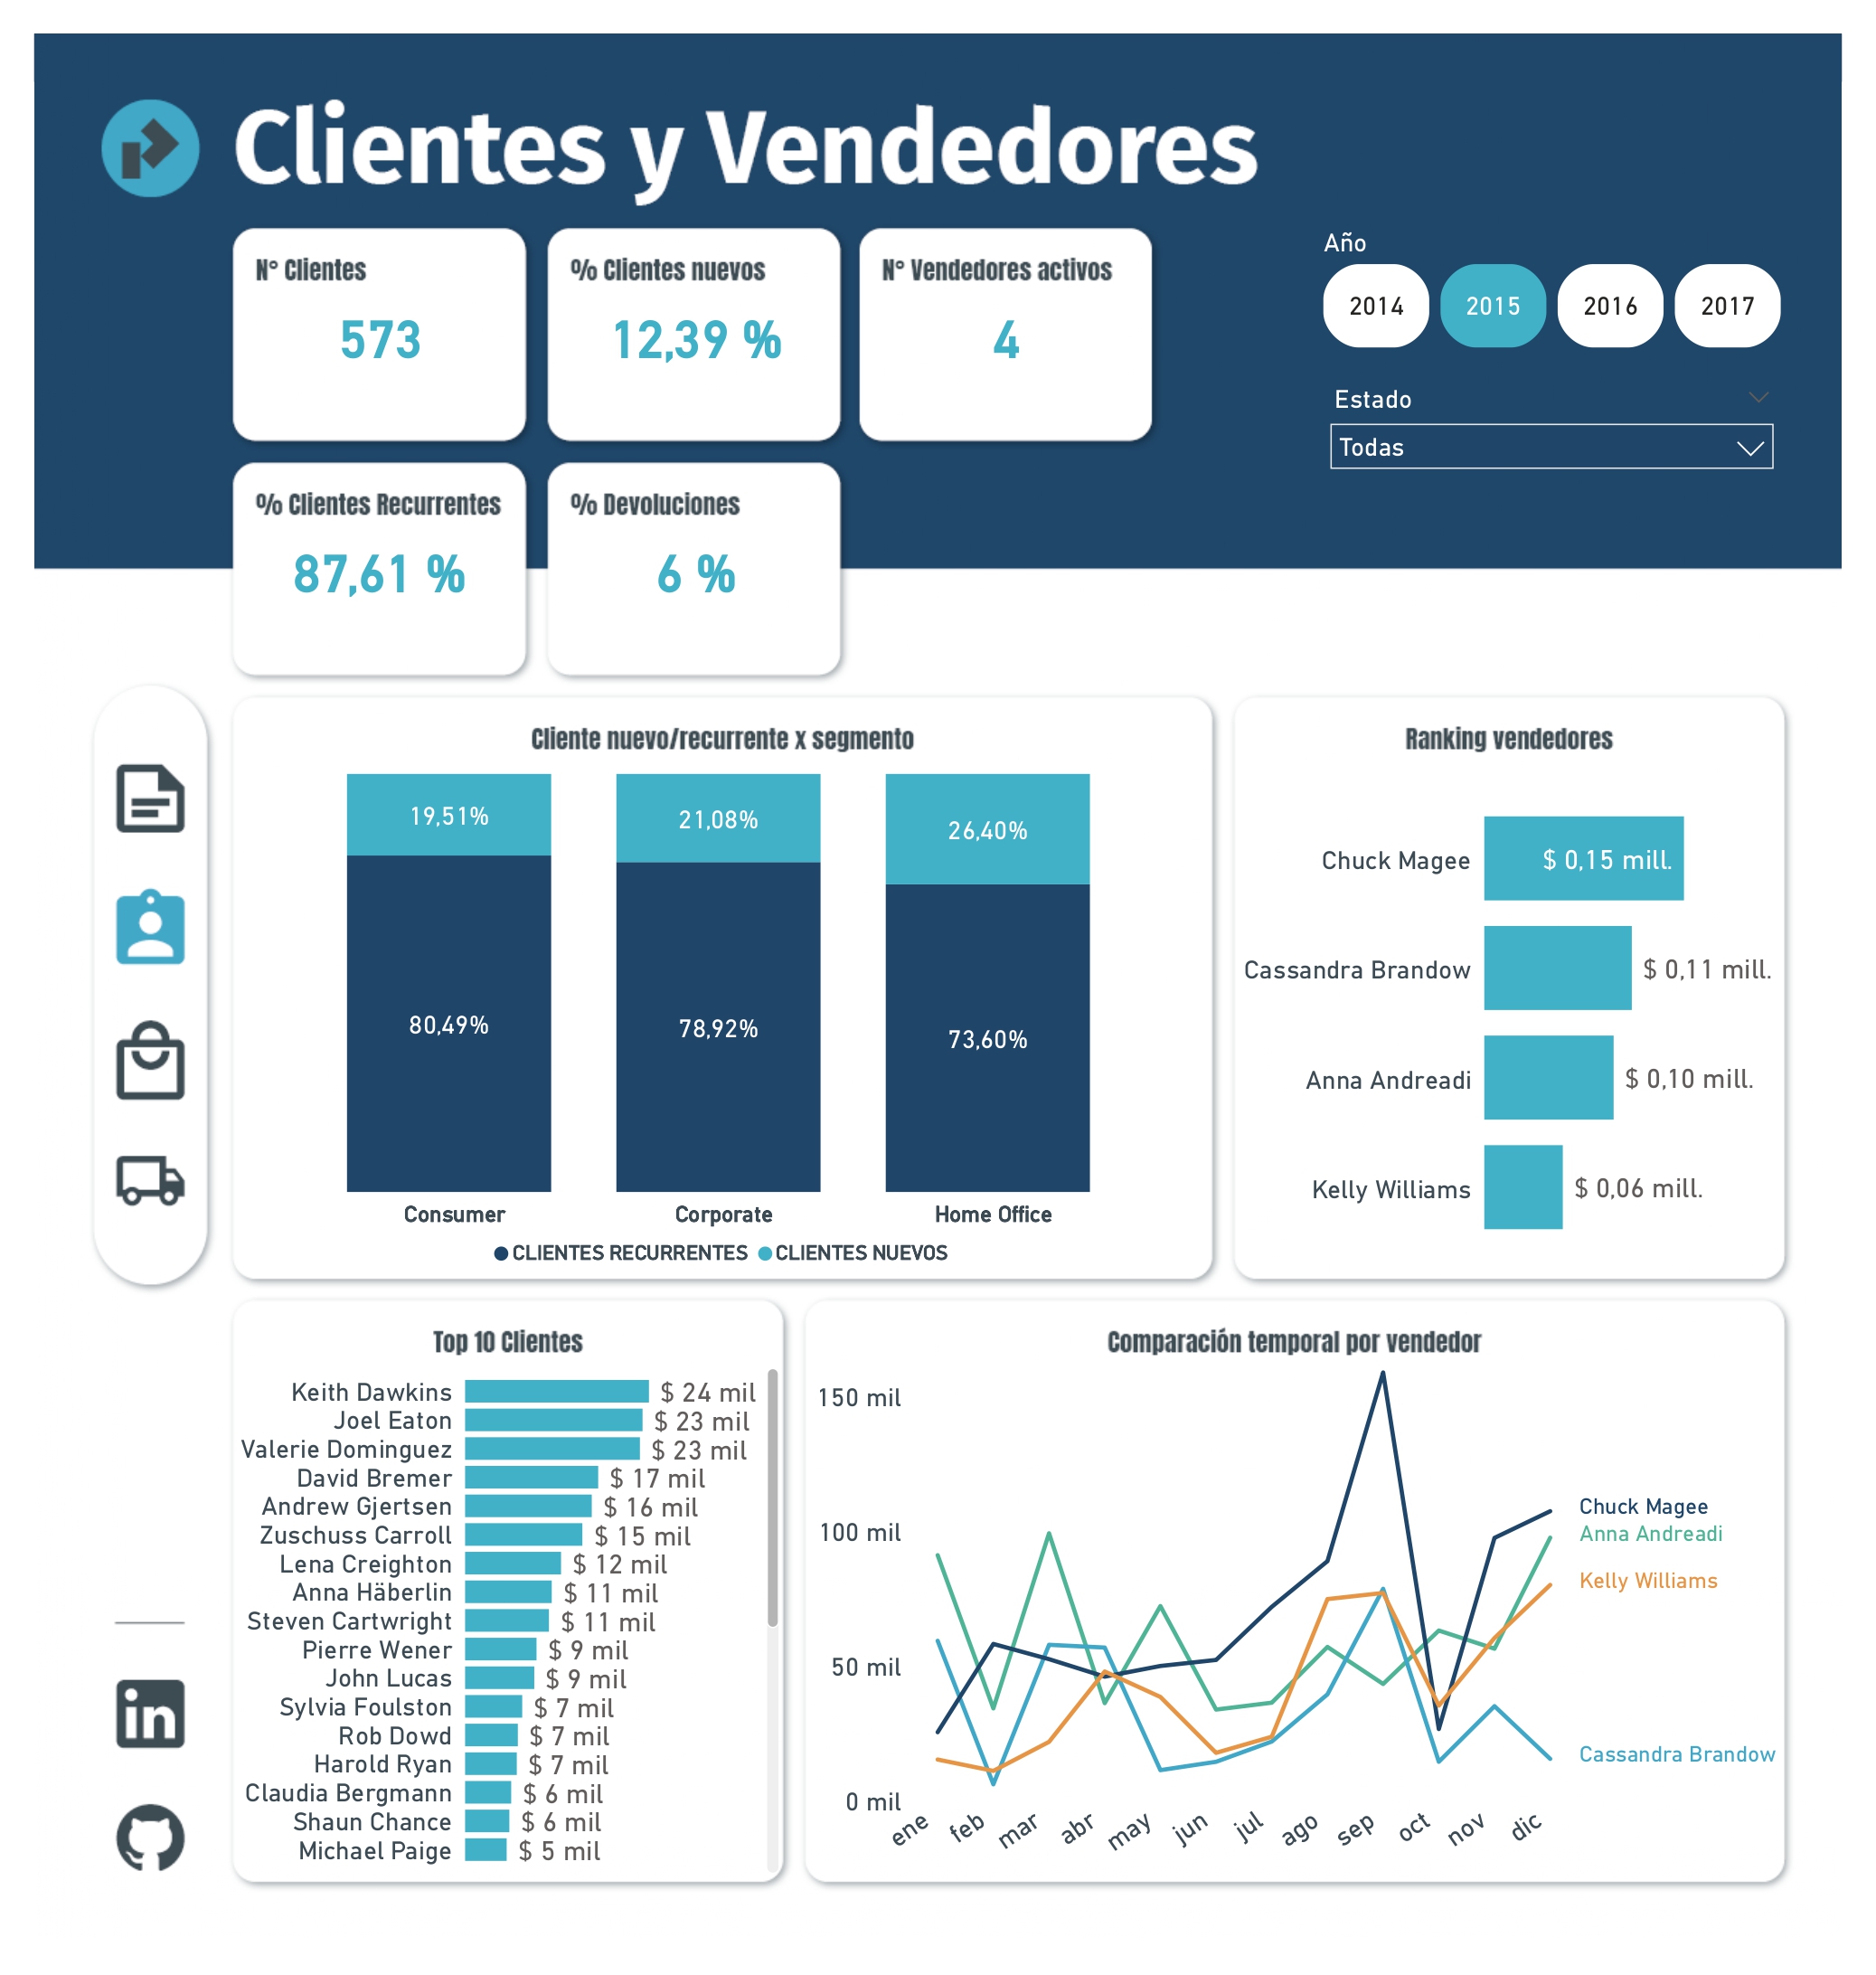 Clientes y Vendedores
N° Clientes
573
% Clientes nuevos
12,39 %
N° Vendedores activos
4
Año
2014
2015
2016
2017
Estado
Todas
% Clientes Recurrentes
87,61 %
% Devoluciones
6 %
Cliente nuevo/recurrente x segmento
19,51%
21,08%
26,40%
80,49%
78,92%
73,60%
Consumer
Corporate
Home Office
CLIENTES RECURRENTES
CLIENTES NUEVOS
Ranking vendedores
Chuck Magee $ 0,15 mill.
Cassandra Brandow $ 0,11 mill.
Anna Andreadi $ 0,10 mill.
Kelly Williams $ 0,06 mill.
Top 10 Clientes
Keith Dawkins $ 24 mil
Joel Eaton $ 23 mil
Valerie Dominguez $ 23 mil
David Bremer $ 17 mil
Andrew Gjertsen $ 16 mil
Zuschuss Carroll $ 15 mil
Lena Creighton $ 12 mil
Anna Häberlin $ 11 mil
Steven Cartwright $ 11 mil
Pierre Wener $ 9 mil
John Lucas $ 9 mil
Sylvia Foulston $ 7 mil
Rob Dowd $ 7 mil
Harold Ryan $ 7 mil
Claudia Bergmann $ 6 mil
Shaun Chance $ 6 mil
Michael Paige $ 5 mil
in
Comparación temporal por vendedor
150 mil
100 mil
50 mil
0 mil
ene
feb
mar
abr
may
jun
jul
ago
sep
oct
nov
dic
Chuck Magee
Anna Andreadi
Kelly Williams
Cassandra Brandow